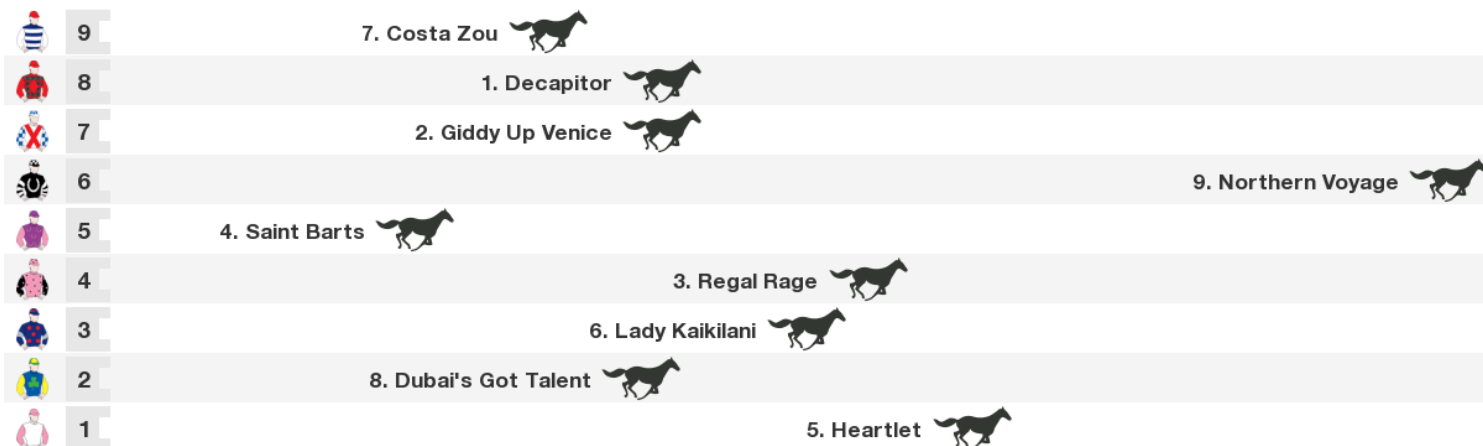 9 7. Costa Zou
8 1. Decapitor
7 2. Giddy Up Venice
6 9. Northern Voyage
5 4. Saint Barts
4 3. Regal Rage
3 6. Lady Kaikilani
2 8. Dubai's Got Talent
1 5. Heartlet